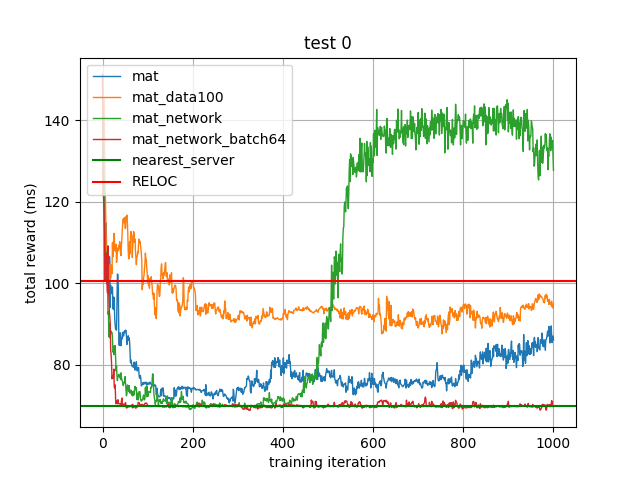 test 0
mat
mat_data100
mat_network
mat_network_batch64
nearest_server
RELOC
total reward (ms)
140
120
100
80
0 200 400 600 800 1000
training iteration